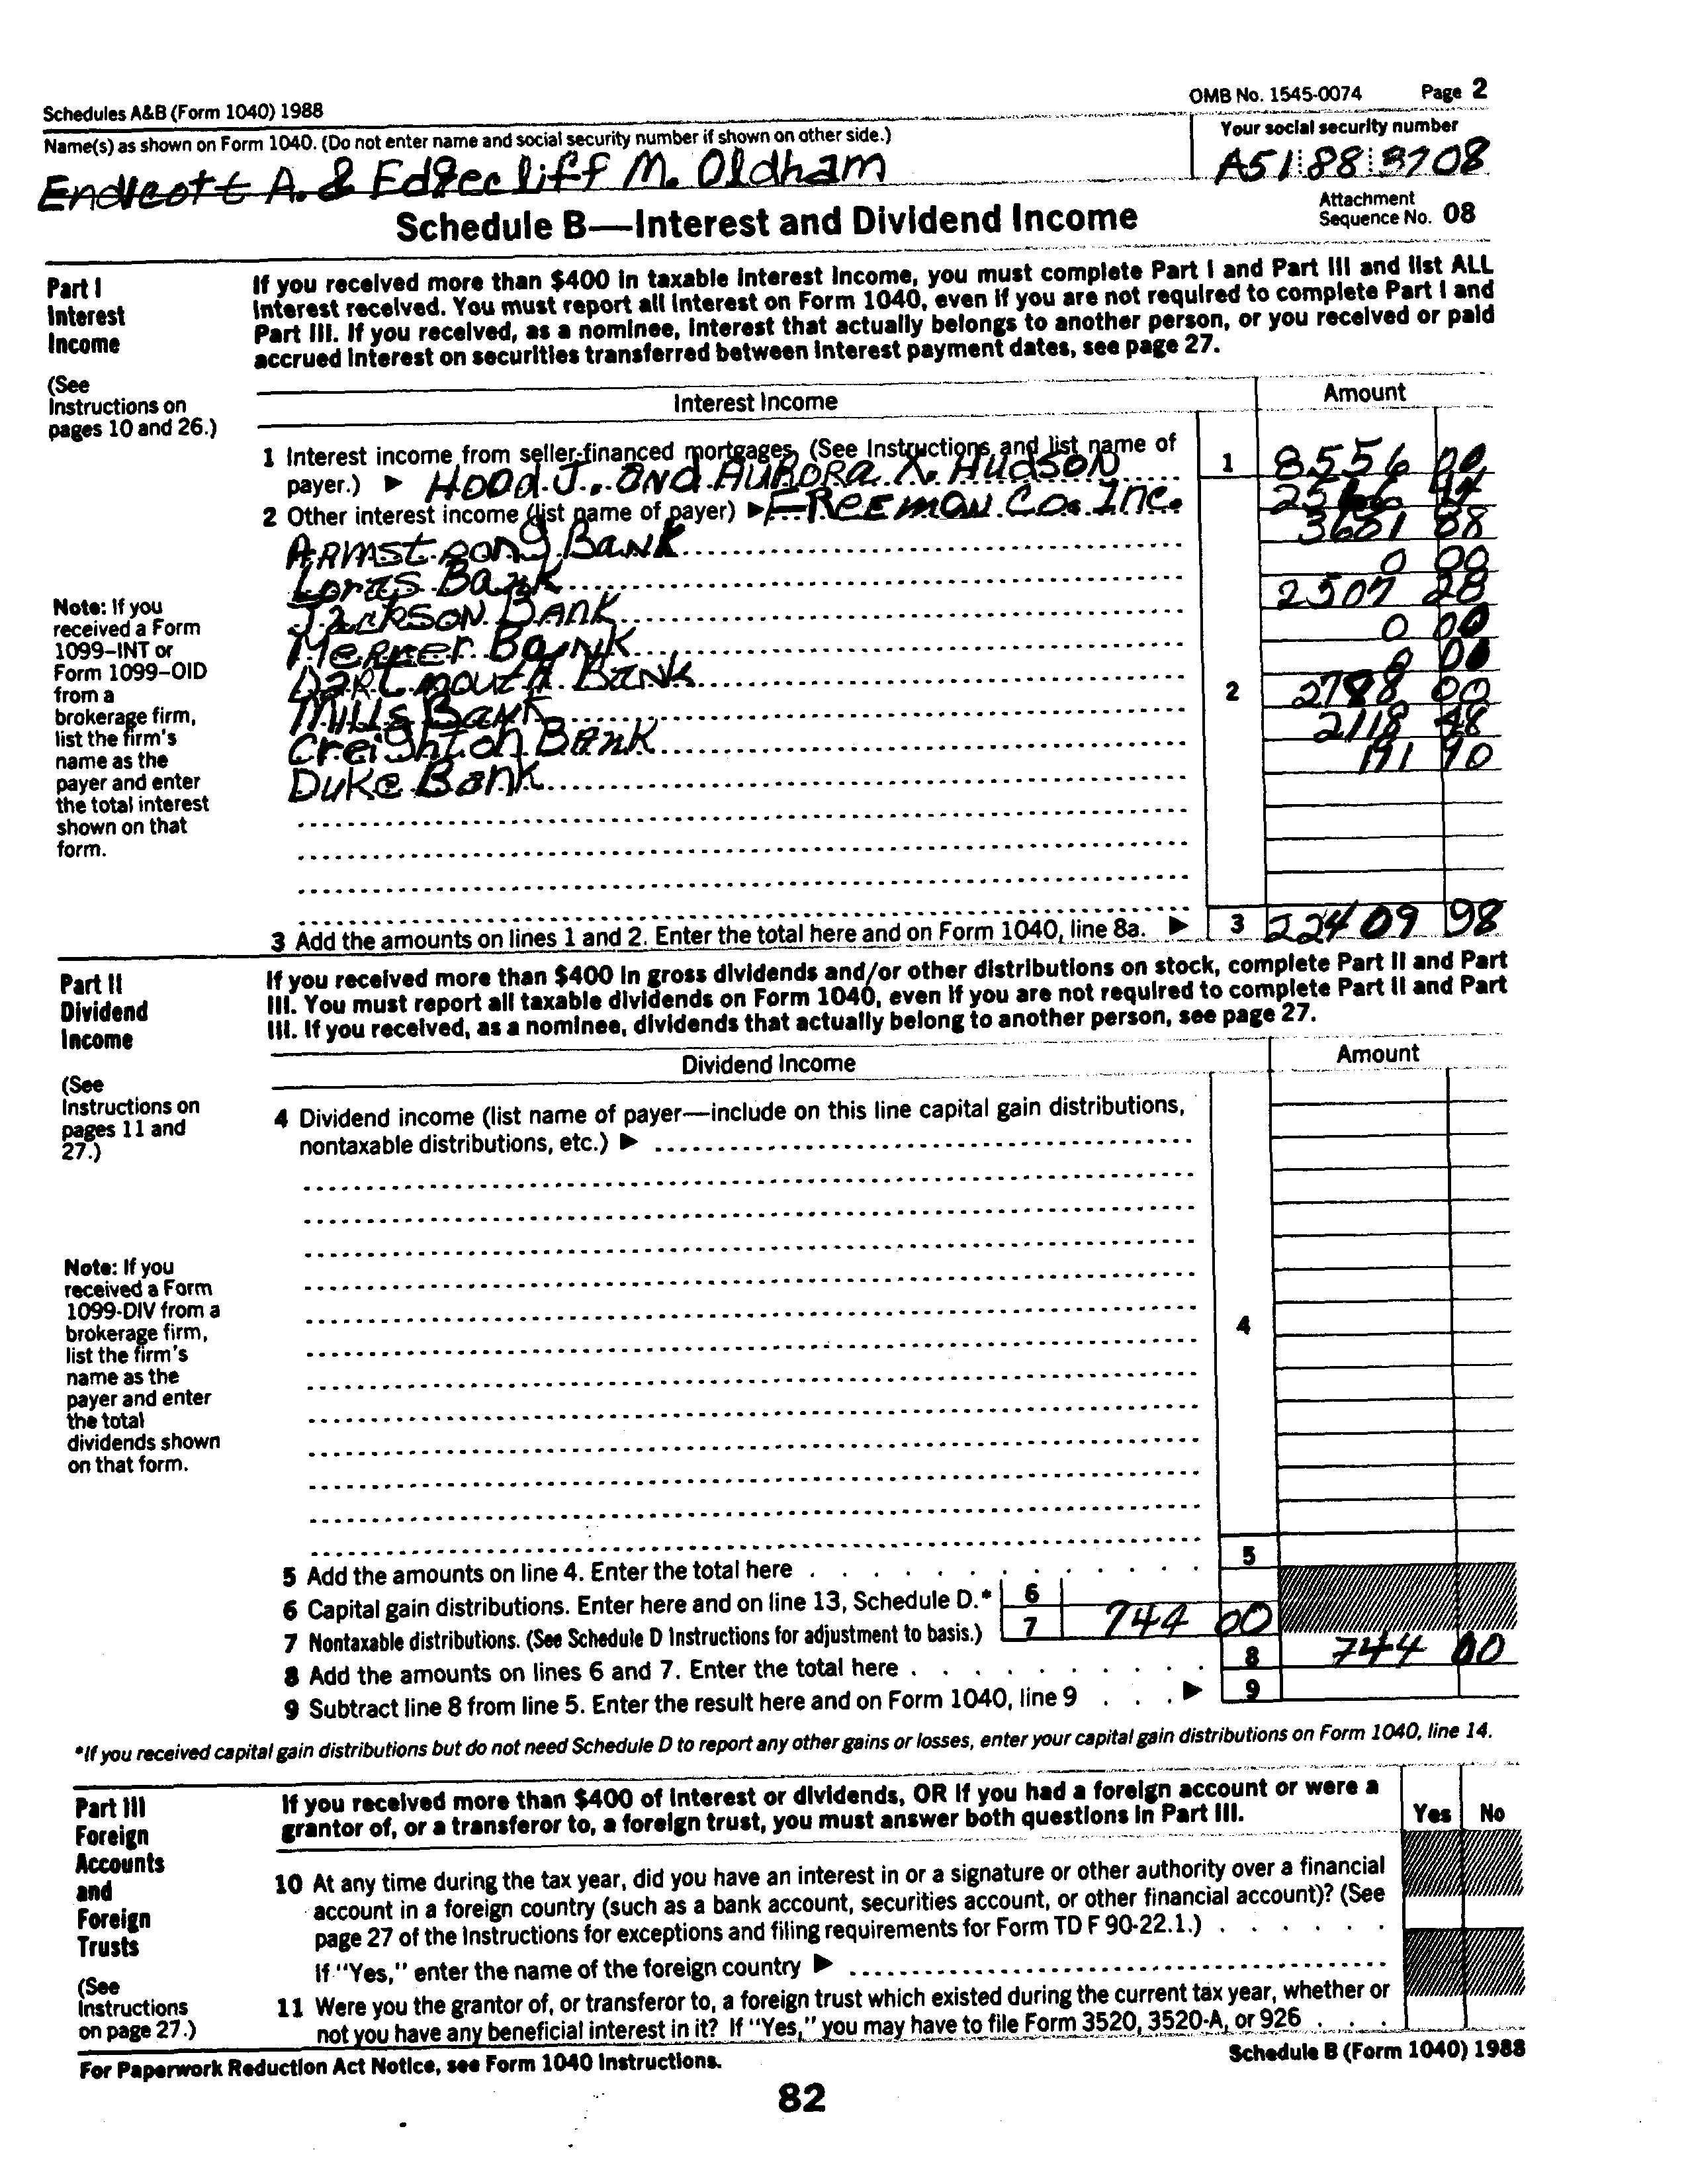 Schedules A&B (Form 1040) 1988 OMB No. 1545-0074 Page 2
Name(s) as shown on Form 1040. (Do not enter name and social security number if shown on other side.) Your social security number
Endicott A. & Edgecliff M. Oldham A51 88 3708
Schedule B—Interest and Dividend Income Attachment Sequence No. 08
Part I Interest Income
(See Instructions on pages 10 and 26.)
If you received more than $400 in taxable interest income, you must complete Part I and Part III and list ALL
interest received. You must report all interest on Form 1040, even if you are not required to complete Part I and
Part III. If you received, as a nominee, interest that actually belongs to another person, or you received or paid
accrued interest on securities transferred between interest payment dates, see page 27.
Interest Income Amount
1 Interest income from seller-financed mortgages. (See Instructions and list name of
payer.) ▶ Hood J. and Aurora X. Hudson 1 8556 00
2 Other interest income (list name of payer) ▶ Freeman Co. Inc.
Armstrong Bank 3681 88
Loras Bank 0 00
Jackson Bank 2507 28
Mercer Bank 0 00
Dartmouth Bank 0 00
Mills Bank 2 2788 00
Creighton Bank 2118 48
Duke Bank 191 90
Note: If you
received a Form
1099–INT or
Form 1099–OID
from a
brokerage firm,
list the firm's
name as the
payer and enter
the total interest
shown on that
form.
3 Add the amounts on lines 1 and 2. Enter the total here and on Form 1040, line 8a. ▶ 3 22409 98
Part II Dividend Income
(See Instructions on pages 11 and 27.)
If you received more than $400 in gross dividends and/or other distributions on stock, complete Part II and Part
III. You must report all taxable dividends on Form 1040, even if you are not required to complete Part II and Part
III. If you received, as a nominee, dividends that actually belong to another person, see page 27.
Dividend Income Amount
4 Dividend income (list name of payer—include on this line capital gain distributions,
nontaxable distributions, etc.) ▶
Note: If you
received a Form
1099-DIV from a
brokerage firm,
list the firm's
name as the
payer and enter
the total
dividends shown
on that form.
4
5 Add the amounts on line 4. Enter the total here 5
6 Capital gain distributions. Enter here and on line 13, Schedule D.* 6
7 Nontaxable distributions. (See Schedule D Instructions for adjustment to basis.) 7 744 00
8 Add the amounts on lines 6 and 7. Enter the total here 8 744 00
9 Subtract line 8 from line 5. Enter the result here and on Form 1040, line 9 ▶ 9
*If you received capital gain distributions but do not need Schedule D to report any other gains or losses, enter your capital gain distributions on Form 1040, line 14.
Part III Foreign Accounts and Foreign Trusts
(See Instructions on page 27.)
If you received more than $400 of interest or dividends, OR if you had a foreign account or were a
grantor of, or a transferor to, a foreign trust, you must answer both questions in Part III. Yes No
10 At any time during the tax year, did you have an interest in or a signature or other authority over a financial
account in a foreign country (such as a bank account, securities account, or other financial account)? (See
page 27 of the Instructions for exceptions and filing requirements for Form TD F 90-22.1.)
If "Yes," enter the name of the foreign country ▶
11 Were you the grantor of, or transferor to, a foreign trust which existed during the current tax year, whether or
not you have any beneficial interest in it? If "Yes," you may have to file Form 3520, 3520-A, or 926
For Paperwork Reduction Act Notice, see Form 1040 Instructions. Schedule B (Form 1040) 1988
82